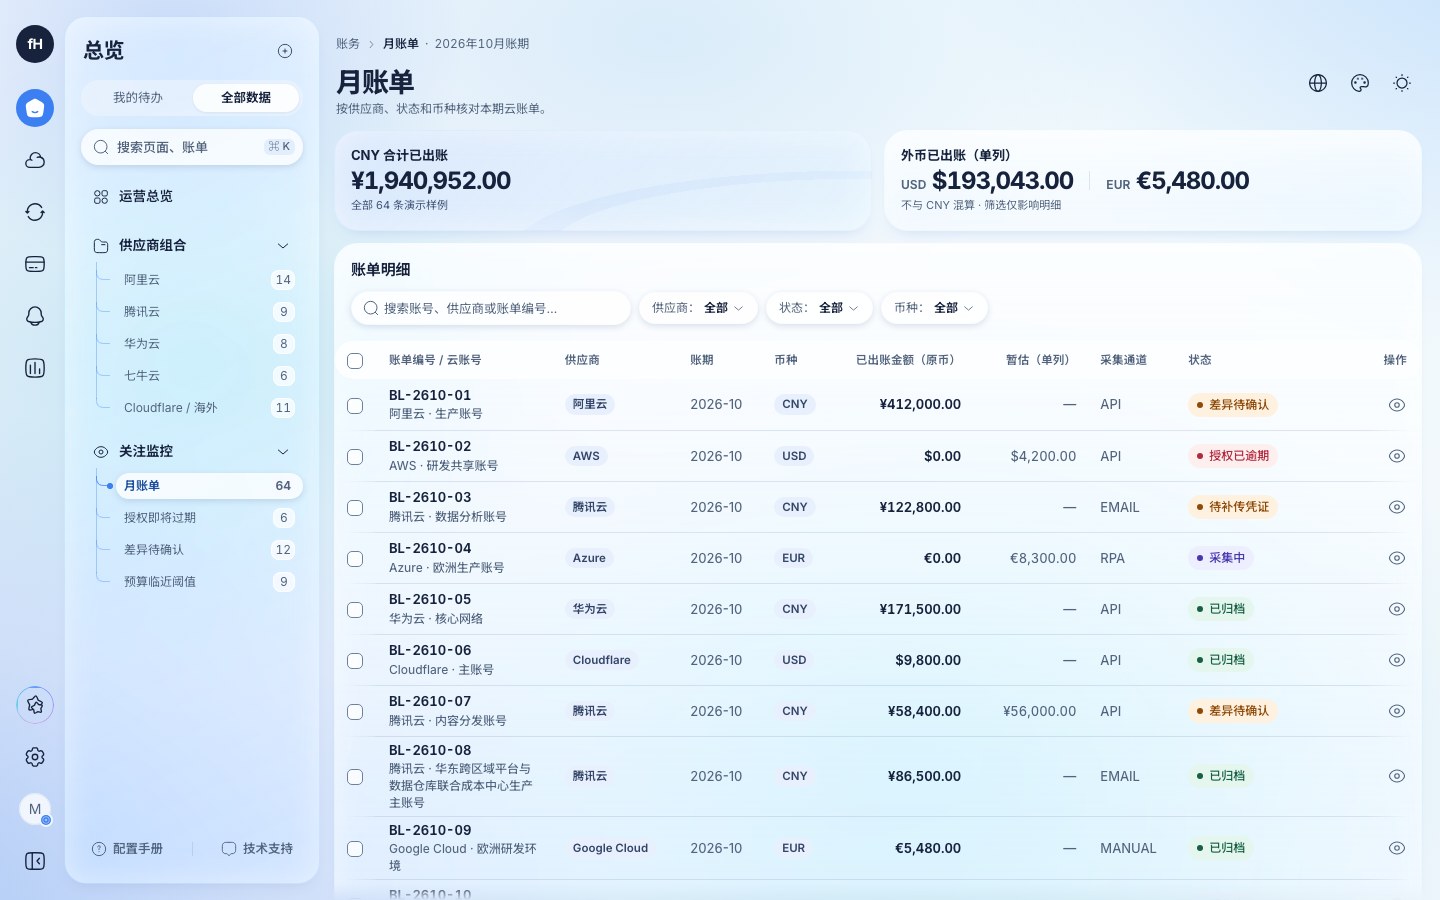 fH
总览
我的待办 全部数据
搜索页面、账单 ⌘ K
运营总览
供应商组合
阿里云 14
腾讯云 9
华为云 8
七牛云 6
Cloudflare / 海外 11
关注监控
月账单 64
授权即将过期 6
差异待确认 12
预算临近阈值 9
M
配置手册 技术支持
账务 › 月账单 · 2026年10月账期
月账单
按供应商、状态和币种核对本期云账单。
CNY 合计已出账
¥1,940,952.00
全部 64 条演示样例
外币已出账（单列）
USD $193,043.00 EUR €5,480.00
不与 CNY 混算 · 筛选仅影响明细
账单明细
搜索账号、供应商或账单编号... 供应商： 全部 状态： 全部 币种： 全部
账单编号 / 云账号 供应商 账期 币种 已出账金额（原币） 暂估（单列） 采集通道 状态 操作
BL-2610-01
阿里云 · 生产账号 阿里云 2026-10 CNY ¥412,000.00 — API 差异待确认
BL-2610-02
AWS · 研发共享账号 AWS 2026-10 USD $0.00 $4,200.00 API 授权已逾期
BL-2610-03
腾讯云 · 数据分析账号 腾讯云 2026-10 CNY ¥122,800.00 — EMAIL 待补传凭证
BL-2610-04
Azure · 欧洲生产账号 Azure 2026-10 EUR €0.00 €8,300.00 RPA 采集中
BL-2610-05
华为云 · 核心网络 华为云 2026-10 CNY ¥171,500.00 — API 已归档
BL-2610-06
Cloudflare · 主账号 Cloudflare 2026-10 USD $9,800.00 — API 已归档
BL-2610-07
腾讯云 · 内容分发账号 腾讯云 2026-10 CNY ¥58,400.00 ¥56,000.00 API 差异待确认
BL-2610-08
腾讯云 · 华东跨区域平台与
数据仓库联合成本中心生产
主账号 腾讯云 2026-10 CNY ¥86,500.00 — EMAIL 已归档
BL-2610-09
Google Cloud · 欧洲研发环
境 Google Cloud 2026-10 EUR €5,480.00 — MANUAL 已归档
BL-2610-10